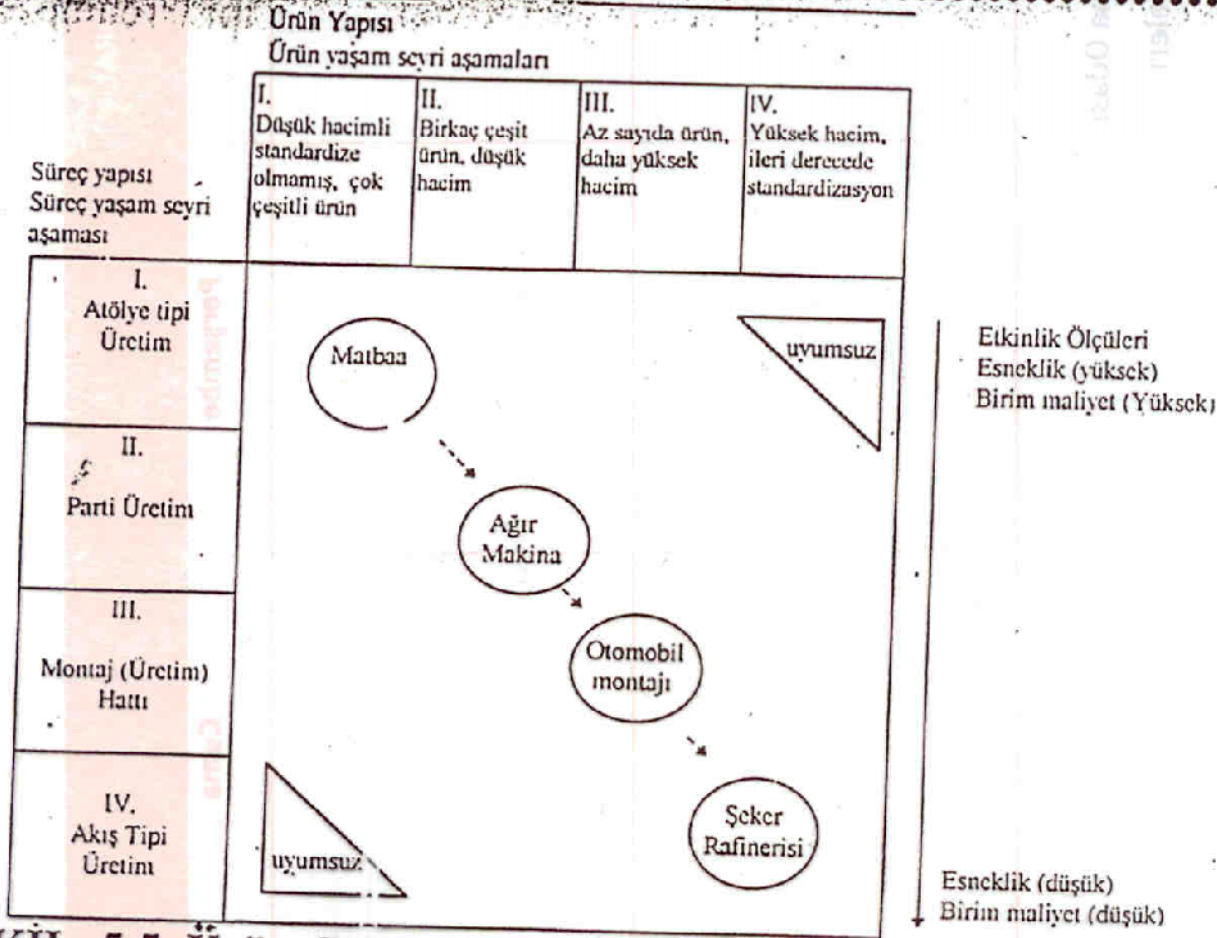 Ürün Yapısı
Ürün yaşam seyri aşamaları
I.
Düşük hacimli
standardize
olmamış, çok
çeşitli ürün
II.
Birkaç çeşit
ürün, düşük
hacim
III.
Az sayıda ürün,
daha yüksek
hacim
IV.
Yüksek hacim,
ileri derecede
standardizasyon
Süreç yapısı
Süreç yaşam seyri
aşaması
I.
Atölye tipi
Üretim
II.
Parti Üretim
III.
Montaj (Üretim)
Hattı
IV.
Akış Tipi
Üretim
Matbaa
Ağır
Makina
Otomobil
montajı
Şeker
Rafinerisi
uyumsuz
uyumsuz
Etkinlik Ölçüleri
Esneklik (yüksek)
Birim maliyet (Yüksek)
Esneklik (düşük)
Birim maliyet (düşük)
Perşembe
Cuma